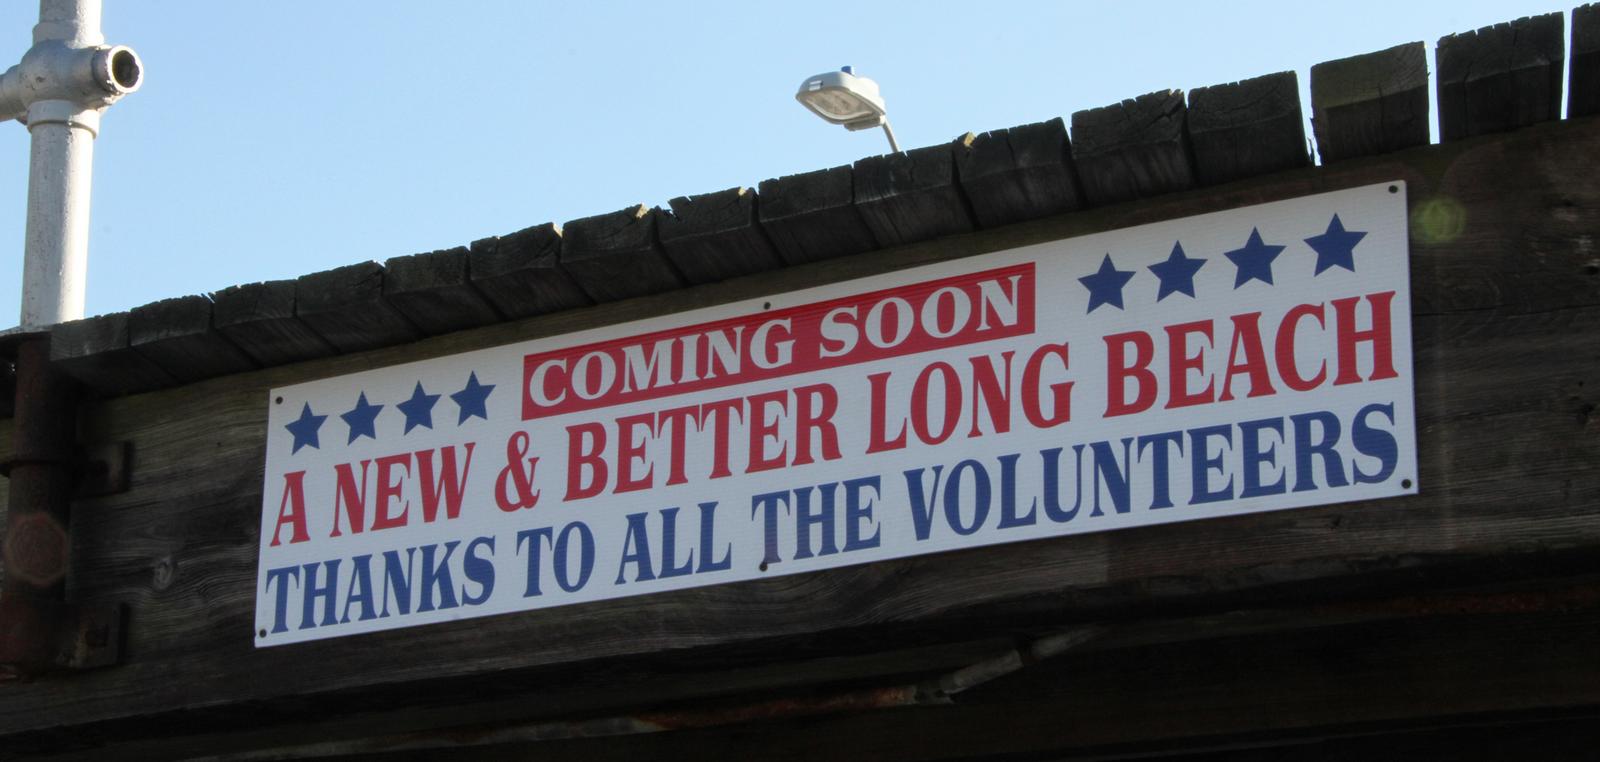 COMING SOON
A NEW & BETTER LONG BEACH
THANKS TO ALL THE VOLUNTEERS